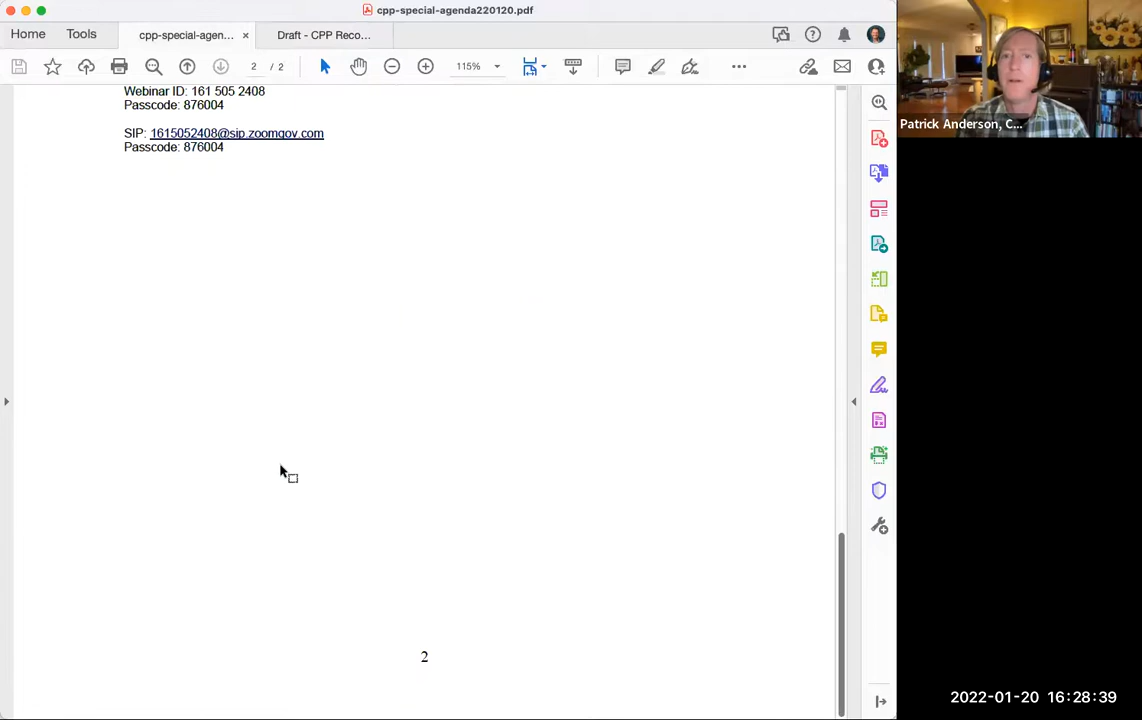 cpp-special-agenda220120.pdf
Home
Tools
cpp-special-agen...
×
Draft - CPP Reco...
2 / 2
115%
Webinar ID: 161 505 2408
Passcode: 876004
SIP: 1615052408@sip.zoomgov.com
Passcode: 876004
2
Patrick Anderson, C...
2022-01-20 16:28:39